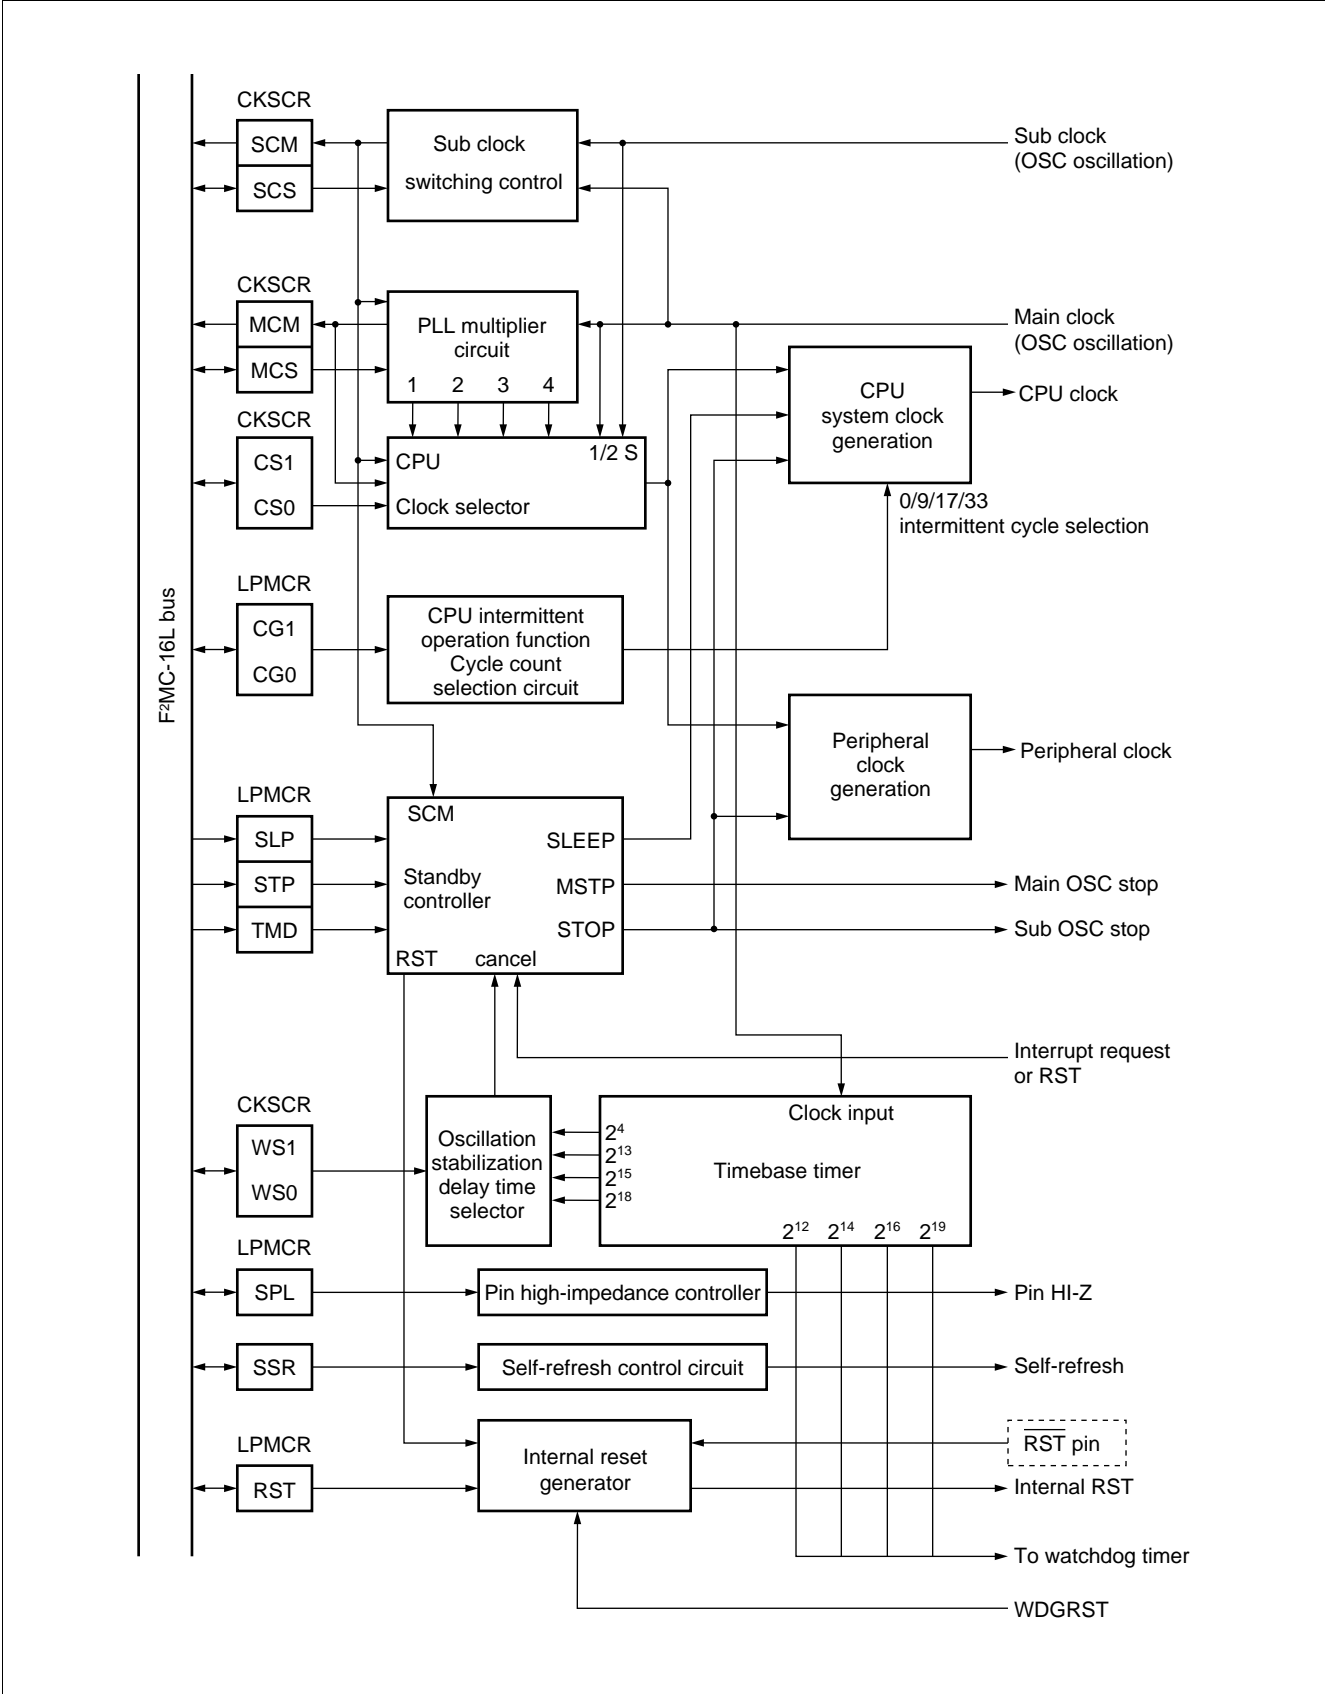 CKSCR
SCM
SCS
Sub clock
switching control
Sub clock
(OSC oscillation)
CKSCR
MCM
MCS
PLL multiplier
circuit
1 2 3 4
Main clock
(OSC oscillation)
CPU
system clock
generation
CPU clock
CKSCR
CS1
CS0
CPU
1/2 S
Clock selector
0/9/17/33
intermittent cycle selection
F²MC-16L bus
LPMCR
CG1
CG0
CPU intermittent
operation function
Cycle count
selection circuit
Peripheral
clock
generation
Peripheral clock
LPMCR
SLP
STP
TMD
SCM
Standby
controller
SLEEP
MSTP
STOP
RST
cancel
Main OSC stop
Sub OSC stop
Interrupt request
or RST
CKSCR
WS1
WS0
Oscillation
stabilization
delay time
selector
Clock input
Timebase timer
2⁴
2¹³
2¹⁵
2¹⁸
2¹² 2¹⁴ 2¹⁶ 2¹⁹
LPMCR
SPL
Pin high-impedance controller
Pin HI-Z
SSR
Self-refresh control circuit
Self-refresh
LPMCR
RST
Internal reset
generator
RST pin
Internal RST
To watchdog timer
WDGRST